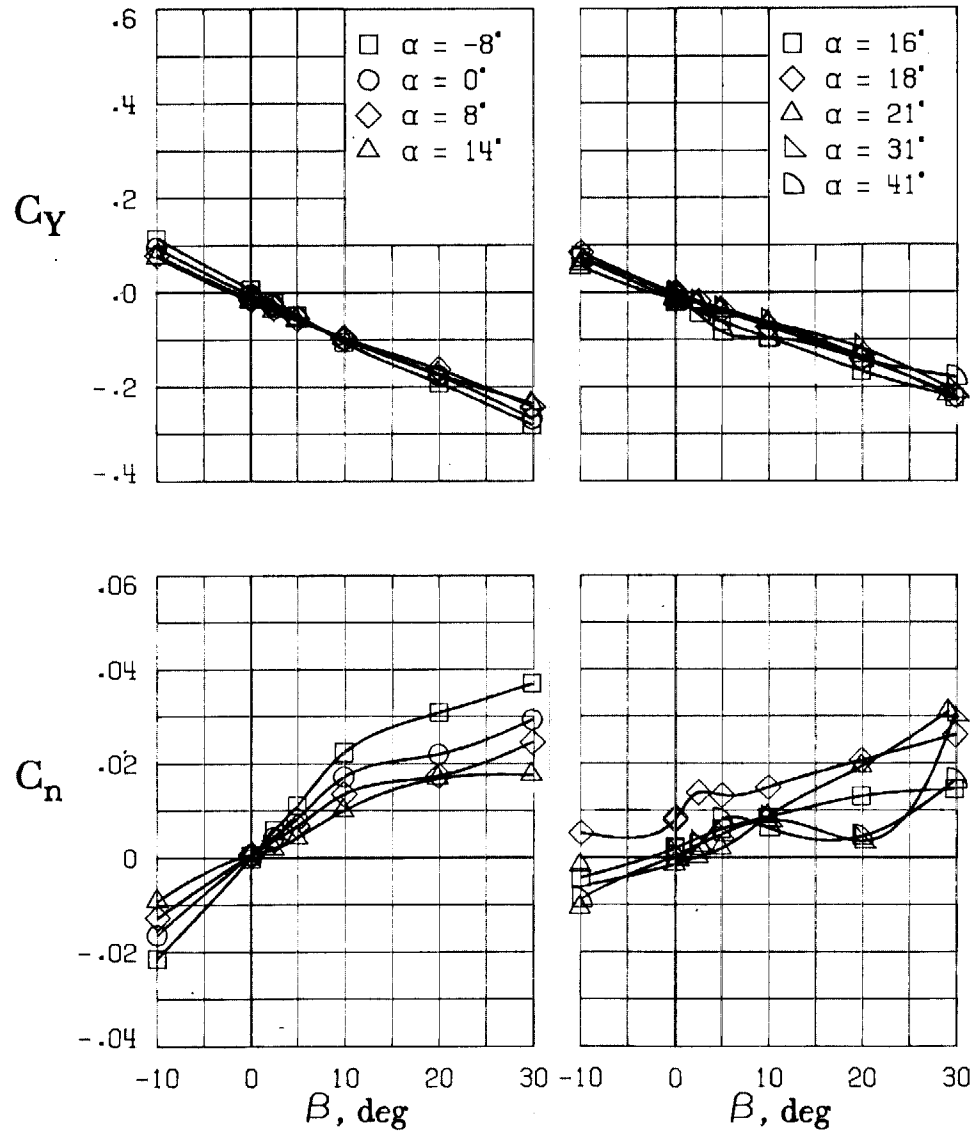 .6
.4
.2
.0
-.2
-.4
C_Y
□ α = -8°
○ α = 0°
◇ α = 8°
△ α = 14°
□ α = 16°
◇ α = 18°
△ α = 21°
◺ α = 31°
α = 41°
.06
.04
.02
0
-.02
-.04
C_n
-10 0 10 20 30
β, deg
-10 0 10 20 30
β, deg